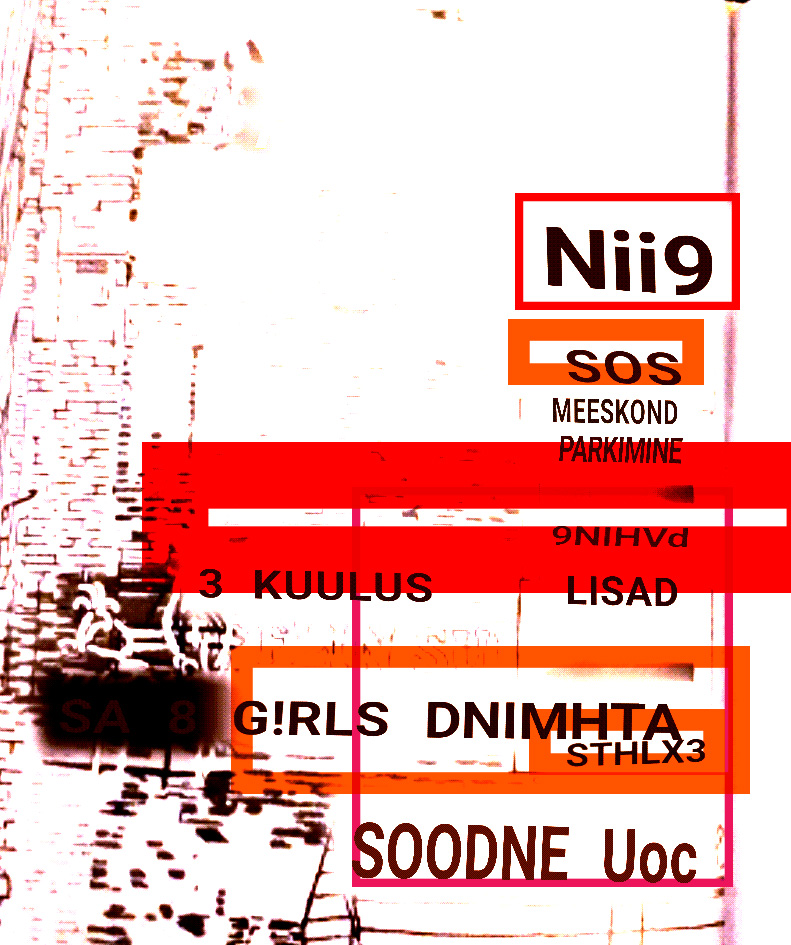 Nii9
SOS
MEESKOND
PARKIMINE
9NIHVd
3 KUULUS LISAD
SA 8 G!RLS DNIMHTA
STHLX3
SOODNE Uoc